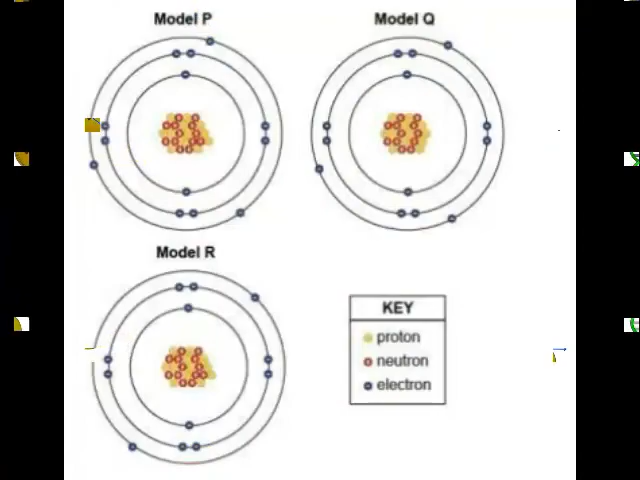 Model P
Model Q
Model R
KEY
proton
neutron
electron